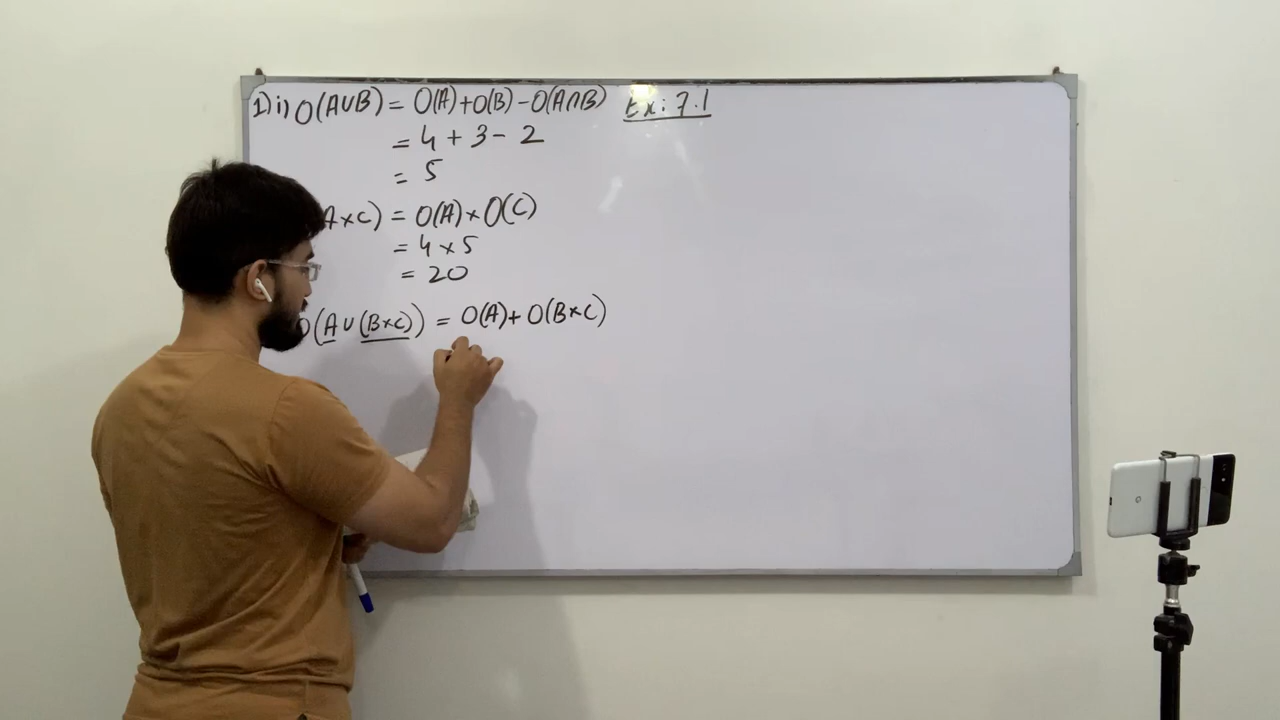 1) i) O(A∪B) = O(A)+O(B)-O(A∩B) Ex: 7.1
= 4 + 3 - 2
= 5
A×C) = O(A)×O(C)
= 4 × 5
= 20
O(A∪(B×C)) = O(A)+O(B×C)